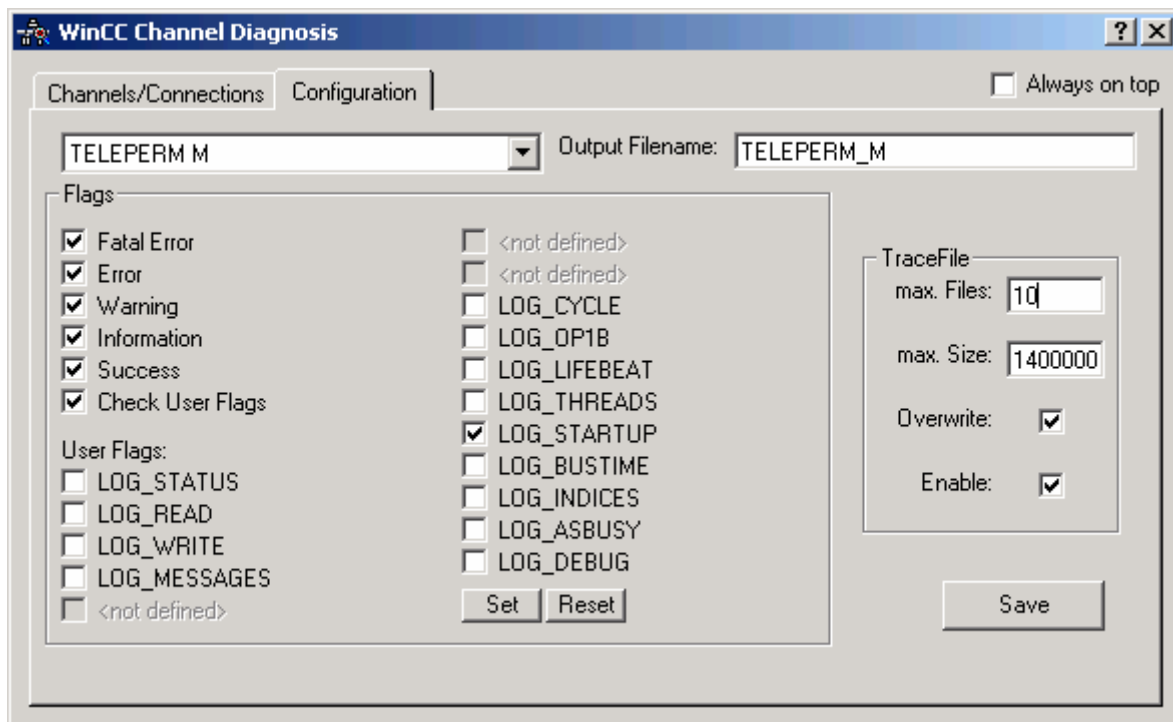 WinCC Channel Diagnosis
Channels/Connections
Configuration
Always on top
TELEPERM M
Output Filename:
TELEPERM_M
Flags
Fatal Error
Error
Warning
Information
Success
Check User Flags
User Flags:
LOG_STATUS
LOG_READ
LOG_WRITE
LOG_MESSAGES
<not defined>
<not defined>
<not defined>
LOG_CYCLE
LOG_OP1B
LOG_LIFEBEAT
LOG_THREADS
LOG_STARTUP
LOG_BUSTIME
LOG_INDICES
LOG_ASBUSY
LOG_DEBUG
Set
Reset
TraceFile
max. Files: 10
max. Size: 1400000
Overwrite:
Enable:
Save